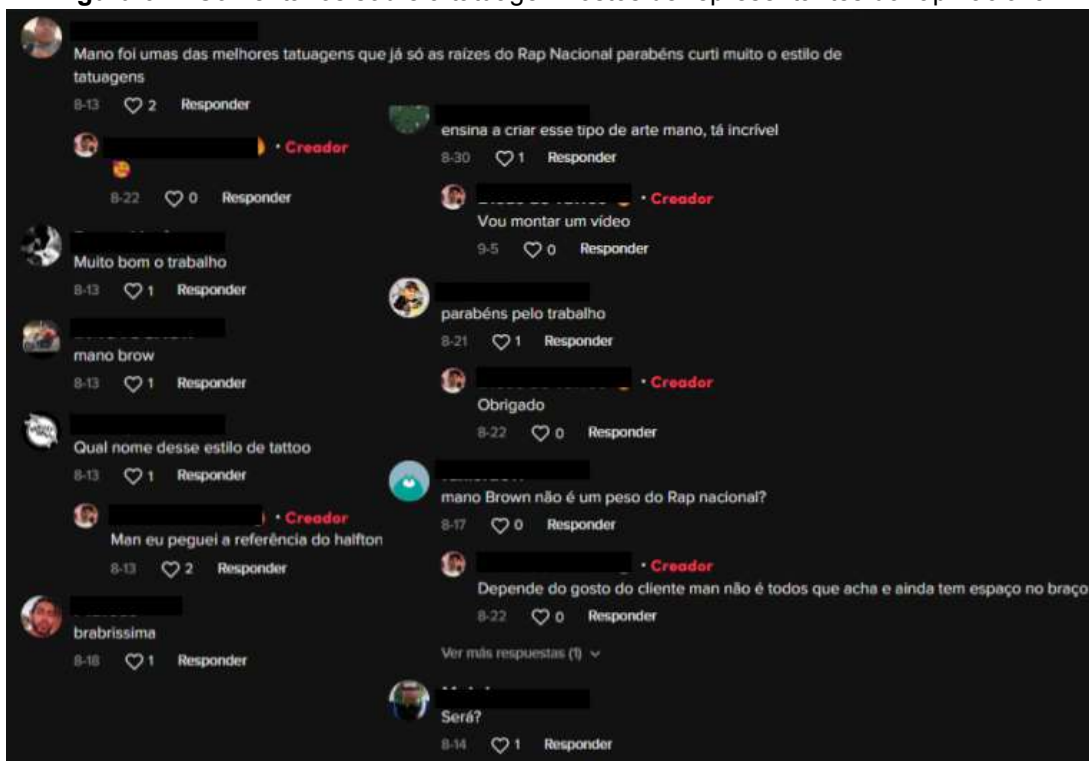 Mano foi umas das melhores tatuagens que já só as raízes do Rap Nacional parabéns curti muito o estilo de
tatuagens
8-13 2 Responder
· Creador
8-22 0 Responder
Muito bom o trabalho
8-13 1 Responder
mano brow
8-13 1 Responder
Qual nome desse estilo de tattoo
8-13 1 Responder
· Creador
Man eu peguei a referência do halfton
8-13 2 Responder
brabrissima
8-18 1 Responder
ensina a criar esse tipo de arte mano, tá incrível
8-30 1 Responder
· Creador
Vou montar um vídeo
9-5 0 Responder
parabéns pelo trabalho
8-21 1 Responder
· Creador
Obrigado
8-22 0 Responder
mano Brown não é um peso do Rap nacional?
8-17 0 Responder
· Creador
Depende do gosto do cliente man não é todos que acha e ainda tem espaço no braço
8-22 0 Responder
Ver más respuestas (1)
Será?
8-14 1 Responder